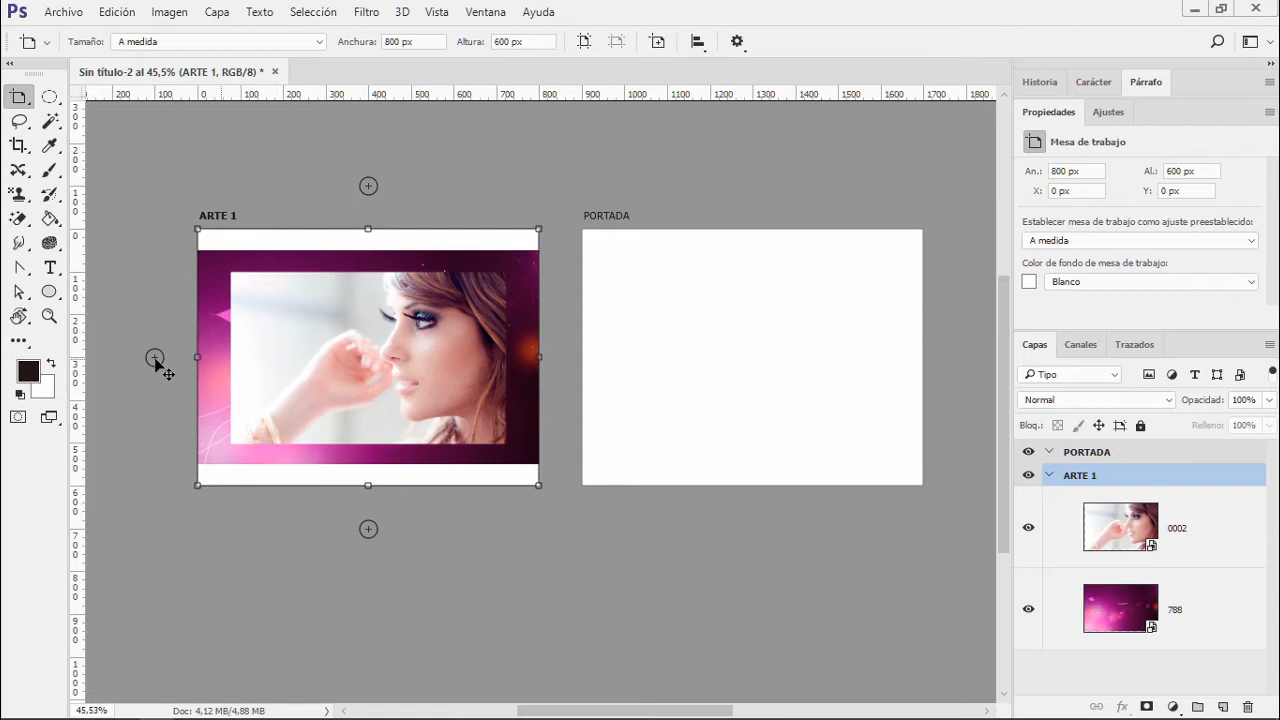 Ps Archivo Edición Imagen Capa Texto Selección Filtro 3D Vista Ventana Ayuda
Tamaño: A medida Anchura: 800 px Altura: 600 px
Sin título-2 al 45,5% (ARTE 1, RGB/8) *
200 100 0 100 200 300 400 500 600 700 800 900 1000 1100 1200 1300 1400 1500 1600 1700 1800
ARTE 1
PORTADA
Historia Carácter Párrafo
Propiedades Ajustes
Mesa de trabajo
An.: 800 px Al.: 600 px
X: 0 px Y: 0 px
Establecer mesa de trabajo como ajuste preestablecido:
A medida
Color de fondo de mesa de trabajo:
Blanco
Capas Canales Trazados
Tipo
Normal Opacidad: 100%
Bloq.: Relleno: 100%
PORTADA
ARTE 1
0002
788
45,53% Doc: 4,12 MB/4,88 MB